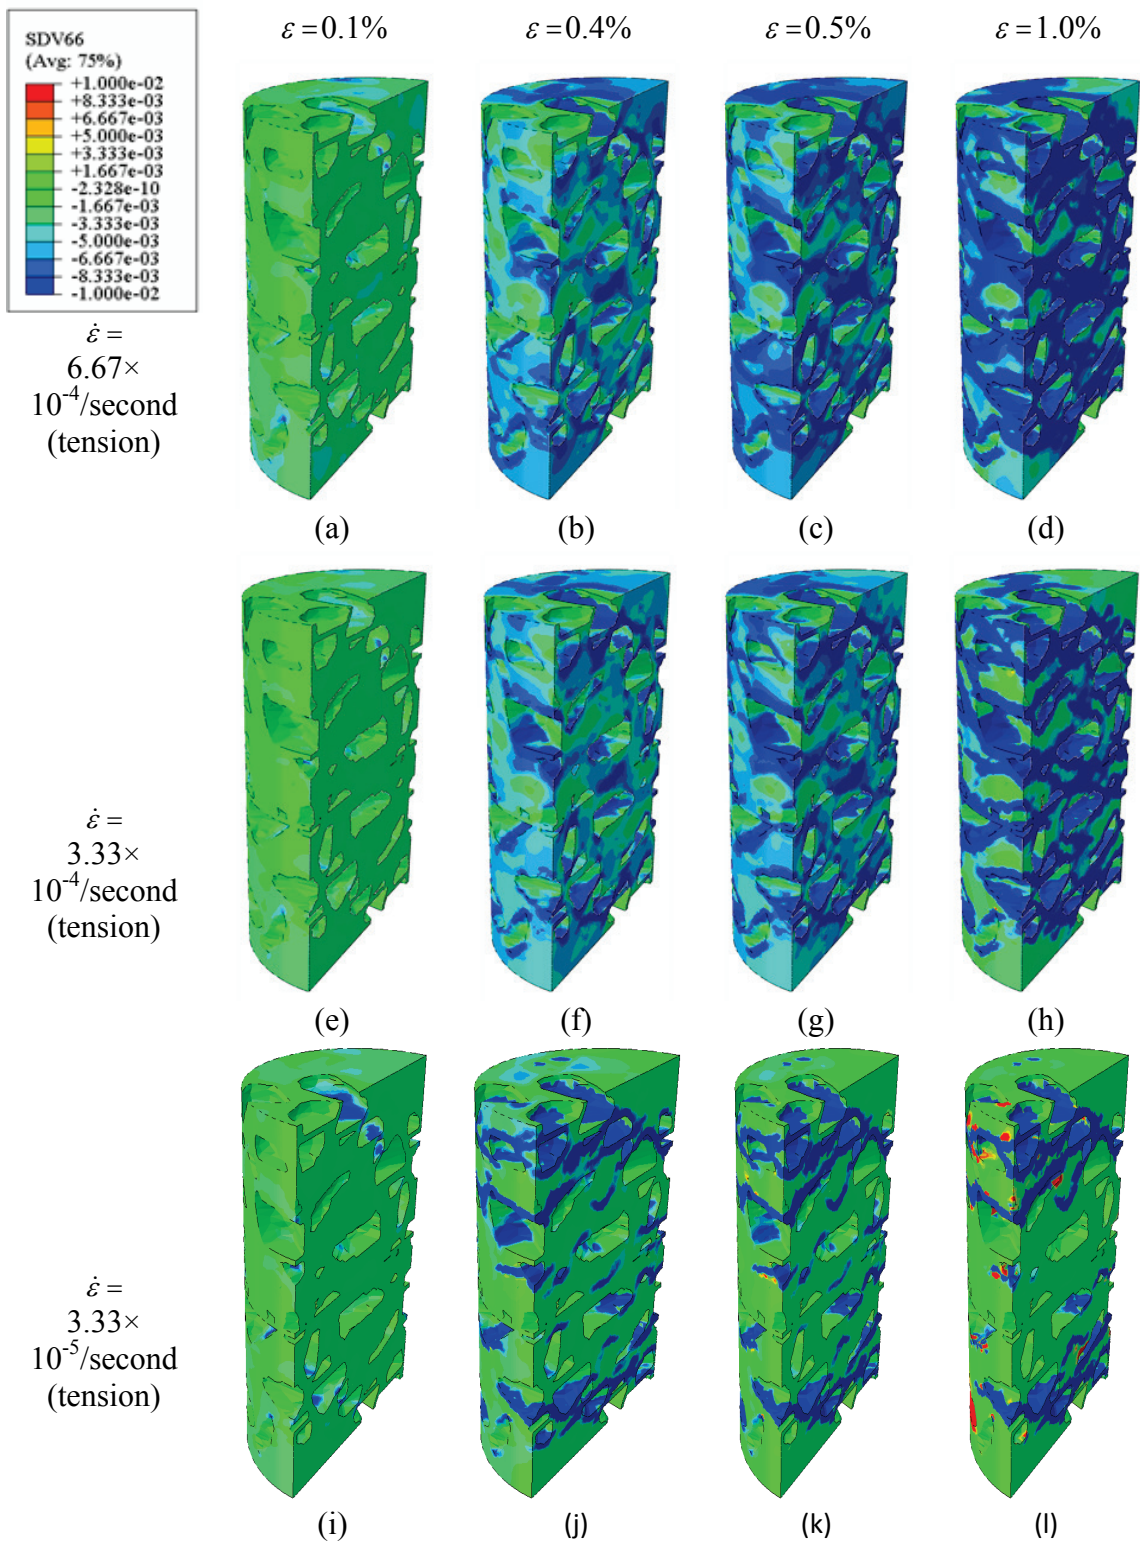 SDV66
(Avg: 75%)
+1.000e-02
+8.333e-03
+6.667e-03
+5.000e-03
+3.333e-03
+1.667e-03
-2.328e-10
-1.667e-03
-3.333e-03
-5.000e-03
-6.667e-03
-8.333e-03
-1.000e-02
ε = 0.1%
ε = 0.4%
ε = 0.5%
ε = 1.0%
ε̇ =
6.67×
10⁻⁴/second
(tension)
(a)
(b)
(c)
(d)
ε̇ =
3.33×
10⁻⁴/second
(tension)
(e)
(f)
(g)
(h)
ε̇ =
3.33×
10⁻⁵/second
(tension)
(i)
(j)
(k)
(l)